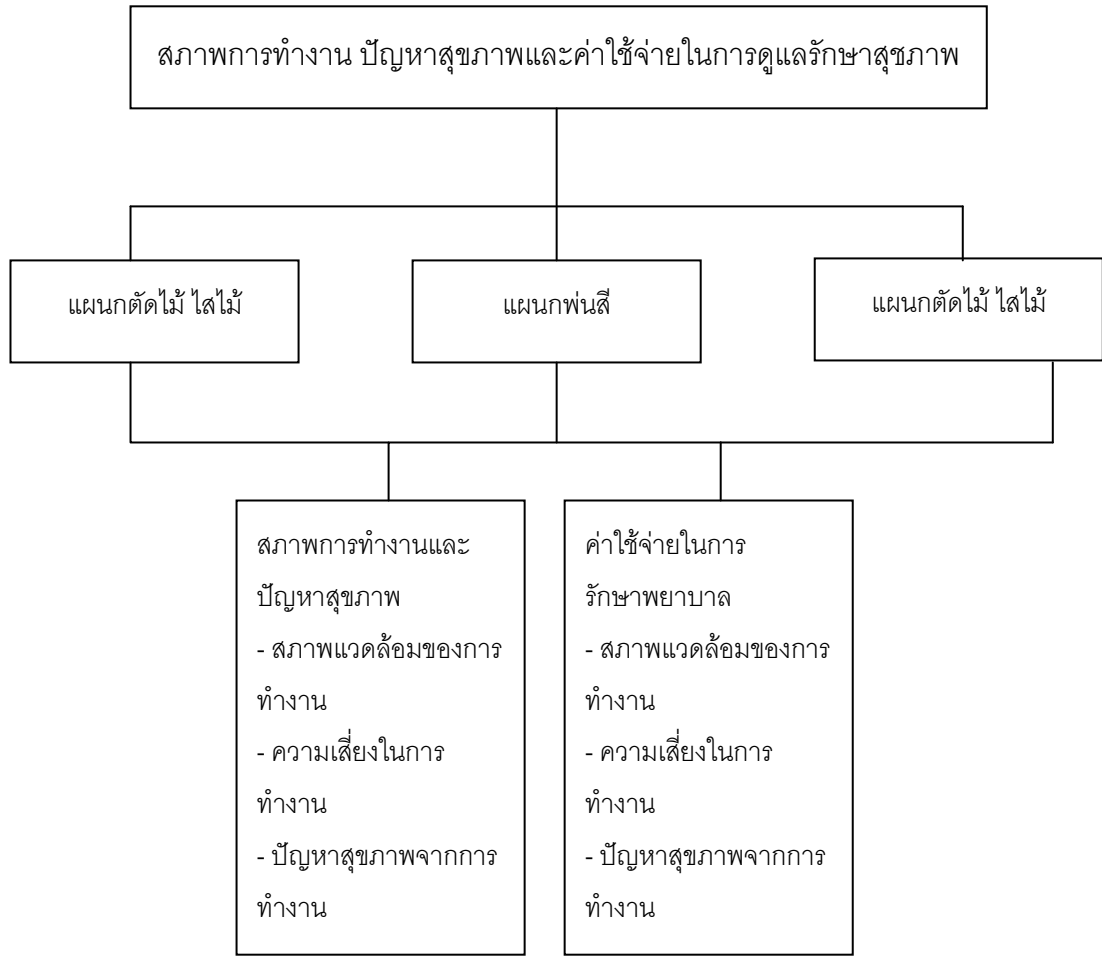 สภาพการทำงาน ปัญหาสุขภาพและค่าใช้จ่ายในการดูแลรักษาสุชภาพ
แผนกตัดไม้ ไสไม้
แผนกพ่นสี
แผนกตัดไม้ ไสไม้
สภาพการทำงานและ
ปัญหาสุขภาพ
- สภาพแวดล้อมของการ
ทำงาน
- ความเสี่ยงในการ
ทำงาน
- ปัญหาสุขภาพจากการ
ทำงาน
ค่าใช้จ่ายในการ
รักษาพยาบาล
- สภาพแวดล้อมของการ
ทำงาน
- ความเสี่ยงในการ
ทำงาน
- ปัญหาสุขภาพจากการ
ทำงาน